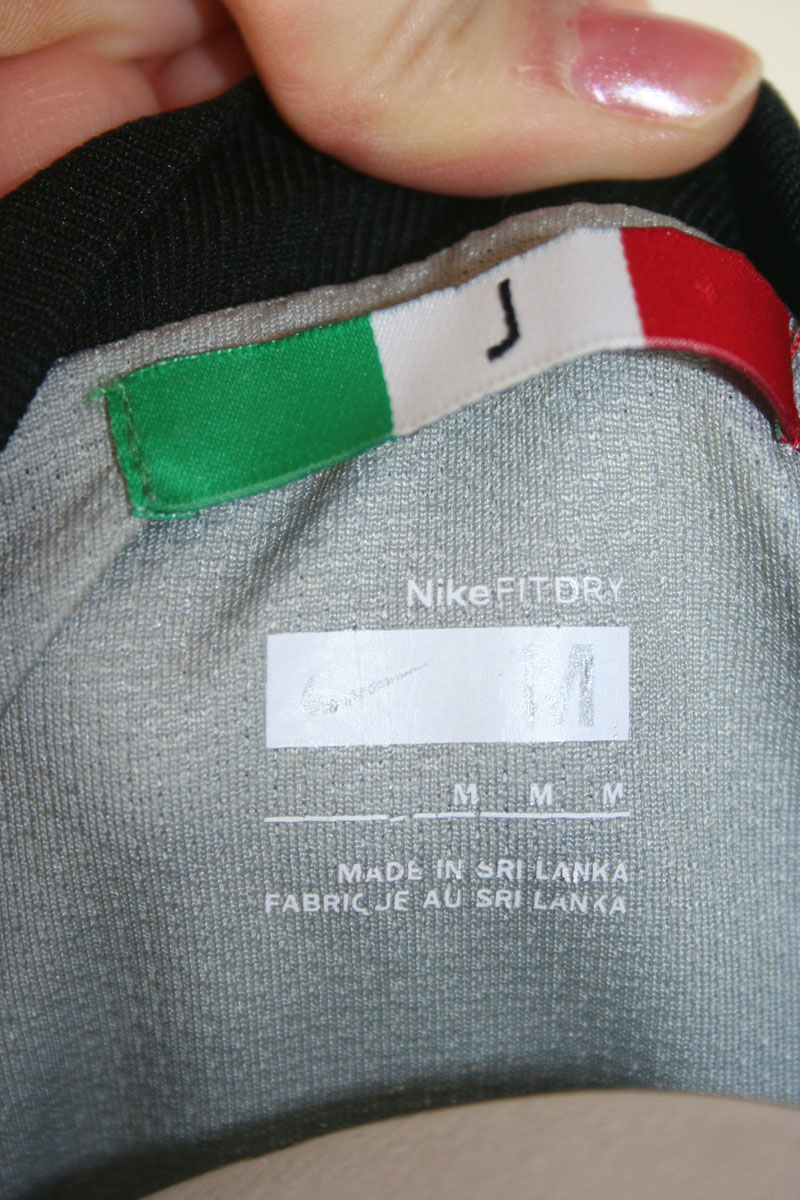 J
NikeFITDRY
M
M M M
MADE IN SRI LANKA
FABRIQUE AU SRI LANKA